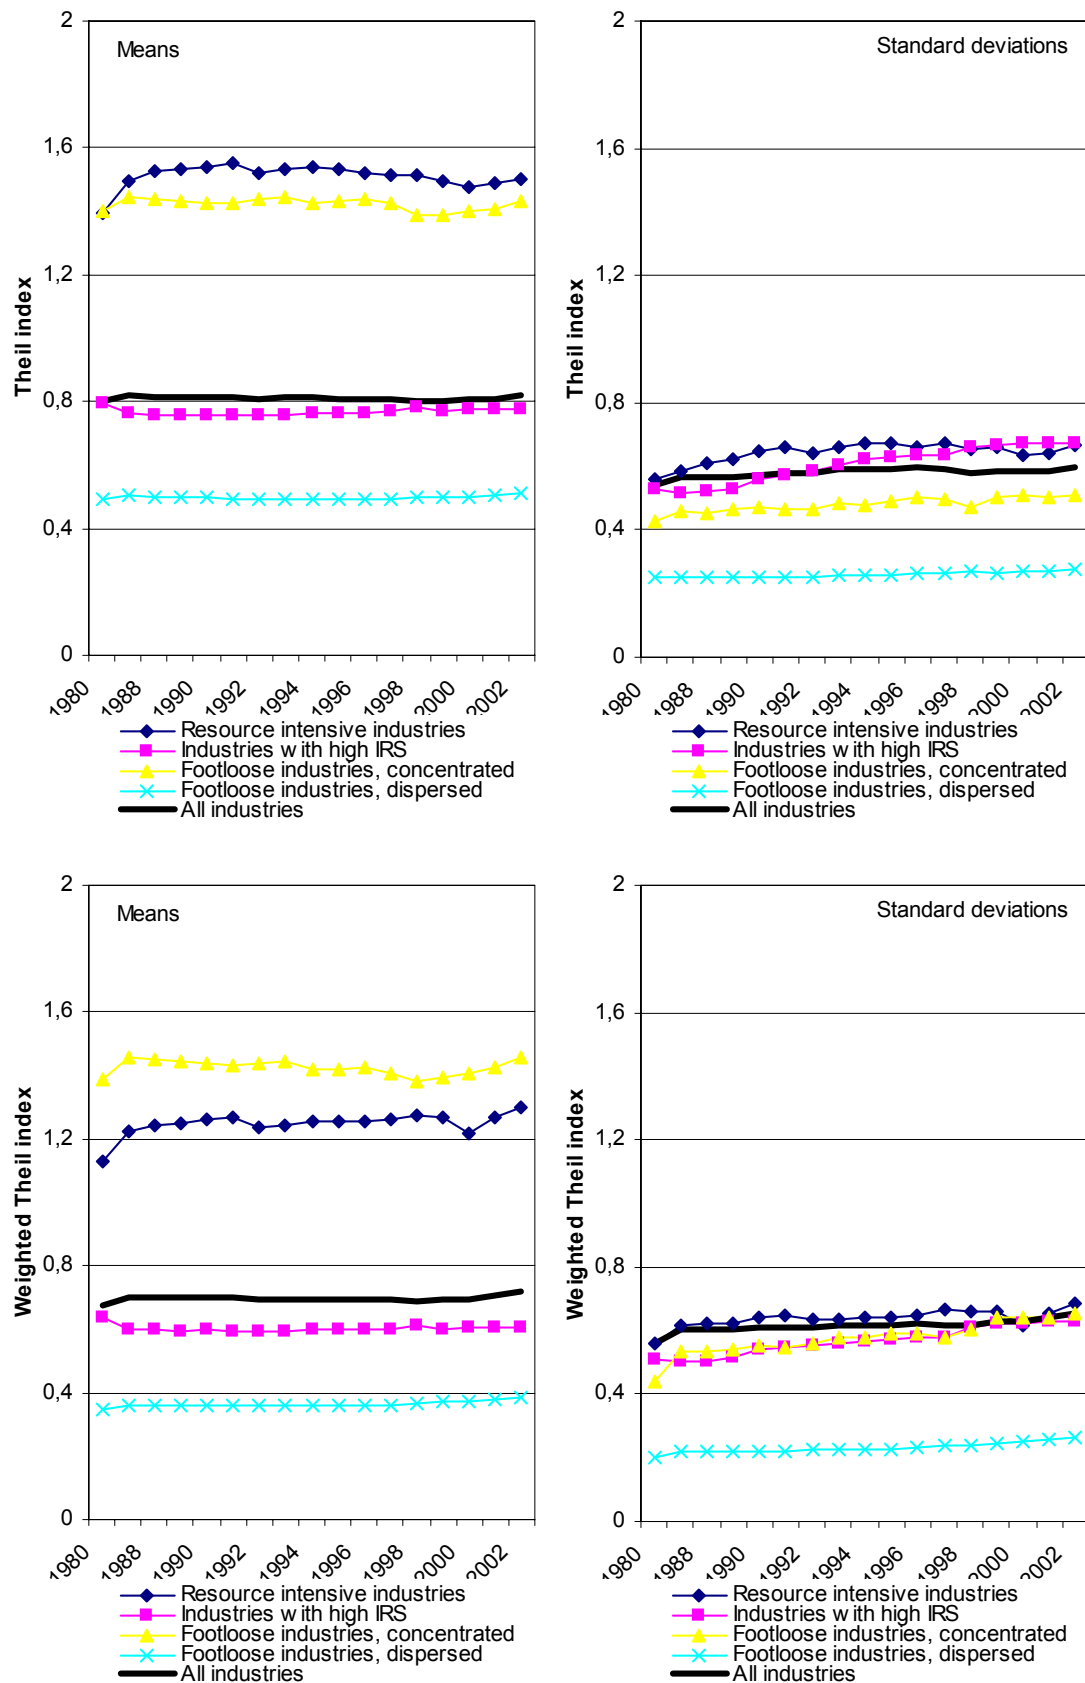 Means
Theil index
2
1,6
1,2
0,8
0,4
0
1980
1988
1990
1992
1994
1996
1998
2000
2002
Resource intensive industries
Industries with high IRS
Footloose industries, concentrated
Footloose industries, dispersed
All industries
Standard deviations
Theil index
2
1,6
1,2
0,8
0,4
0
1980
1988
1990
1992
1994
1996
1998
2000
2002
Resource intensive industries
Industries with high IRS
Footloose industries, concentrated
Footloose industries, dispersed
All industries
Means
Weighted Theil index
2
1,6
1,2
0,8
0,4
0
1980
1988
1990
1992
1994
1996
1998
2000
2002
Resource intensive industries
Industries with high IRS
Footloose industries, concentrated
Footloose industries, dispersed
All industries
Standard deviations
Weighted Theil index
2
1,6
1,2
0,8
0,4
0
1980
1988
1990
1992
1994
1996
1998
2000
2002
Resource intensive industries
Industries with high IRS
Footloose industries, concentrated
Footloose industries, dispersed
All industries